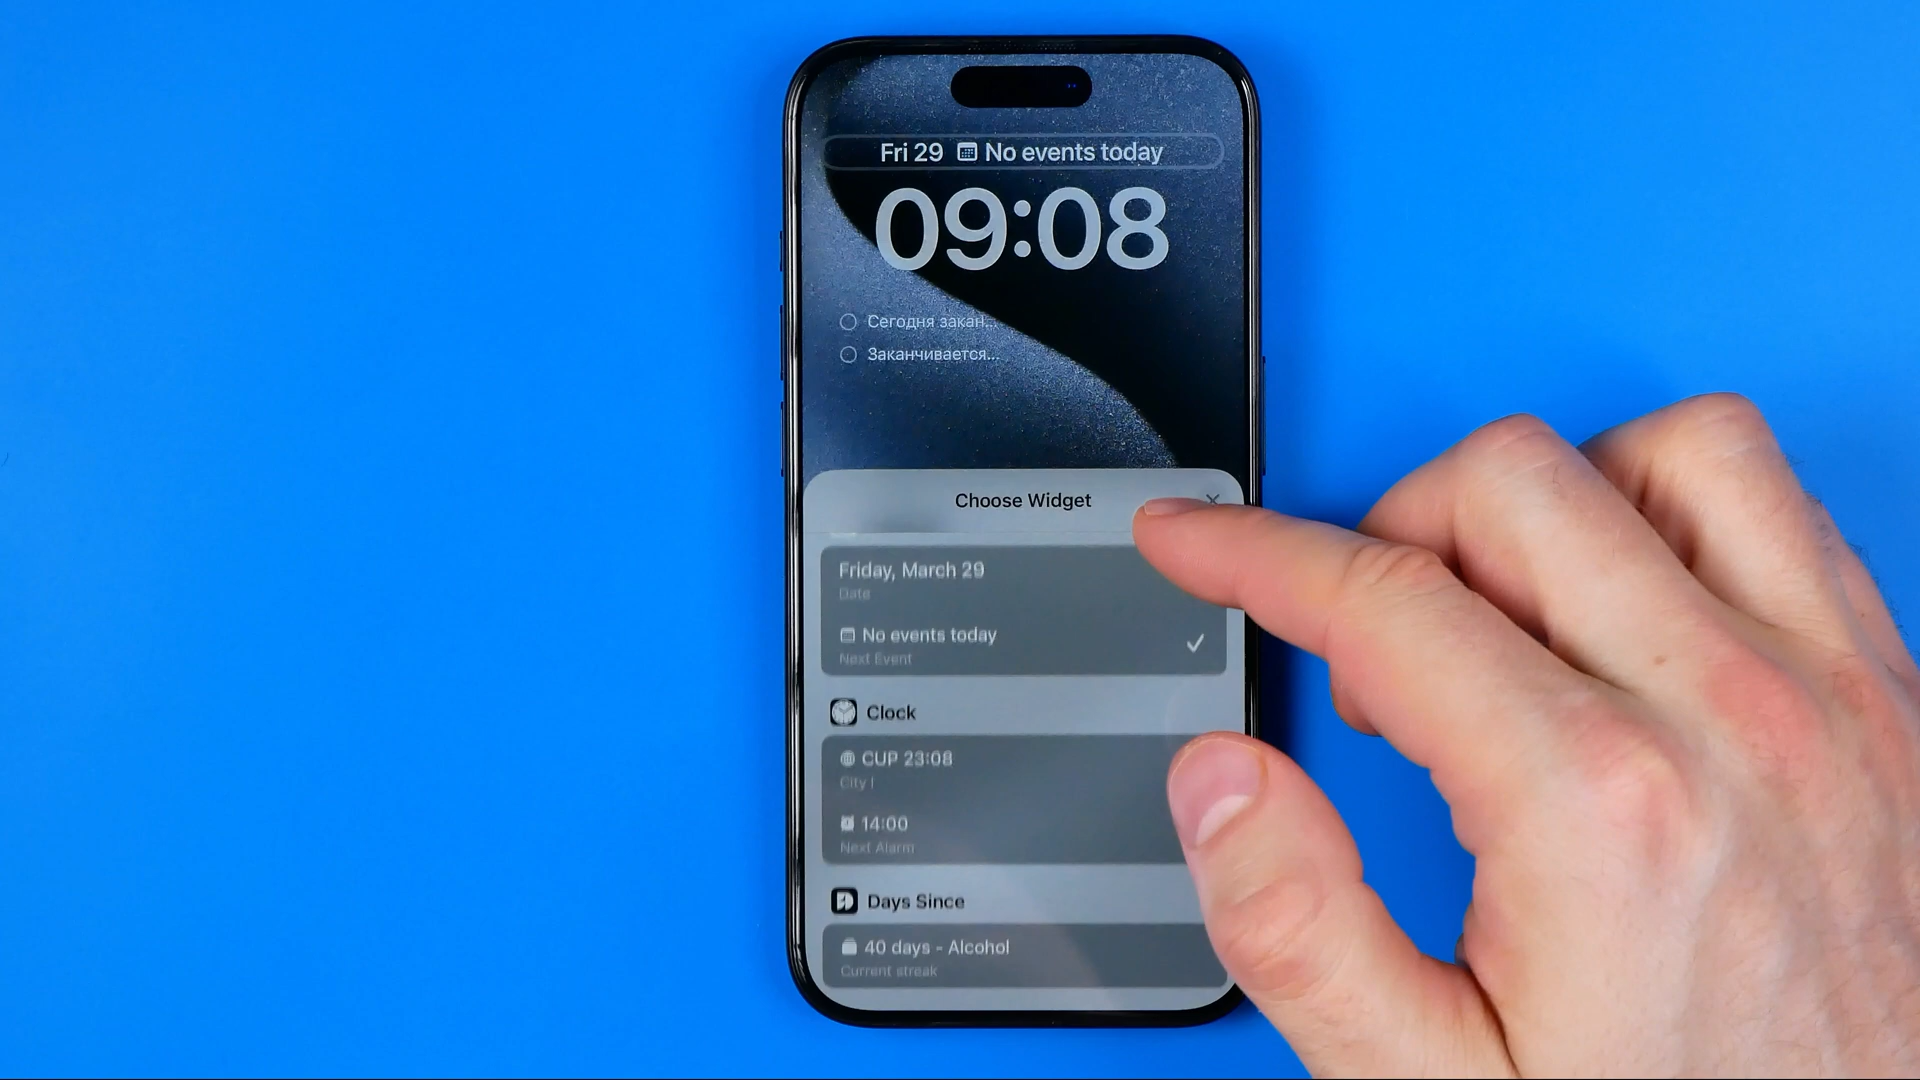 Fri 29 No events today
09:08
Сегодня закан...
Заканчивается...
Choose Widget
Friday, March 29
Date
No events today
Next Event
Clock
CUP 23:08
City
14:00
Next Alarm
Days Since
40 days - Alcohol
Current streak